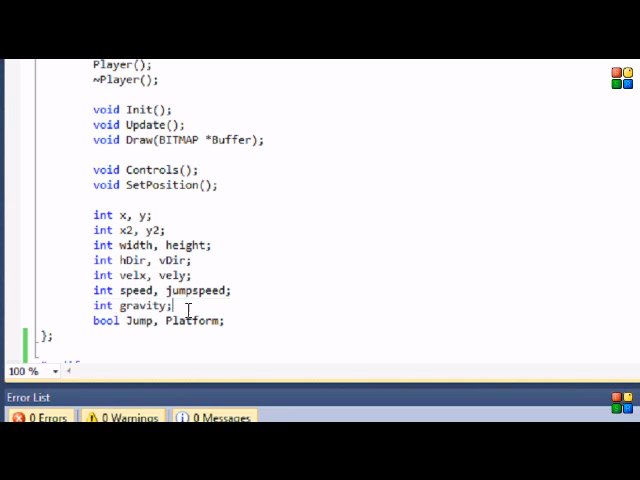 Player();
~Player();
void Init();
void Update();
void Draw(BITMAP *Buffer);
void Controls();
void SetPosition();
int x, y;
int x2, y2;
int width, height;
int hDir, vDir;
int velx, vely;
int speed, jumpspeed;
int gravity;
bool Jump, Platform;
};
100 %
Error List
0 Errors
0 Warnings
0 Messages